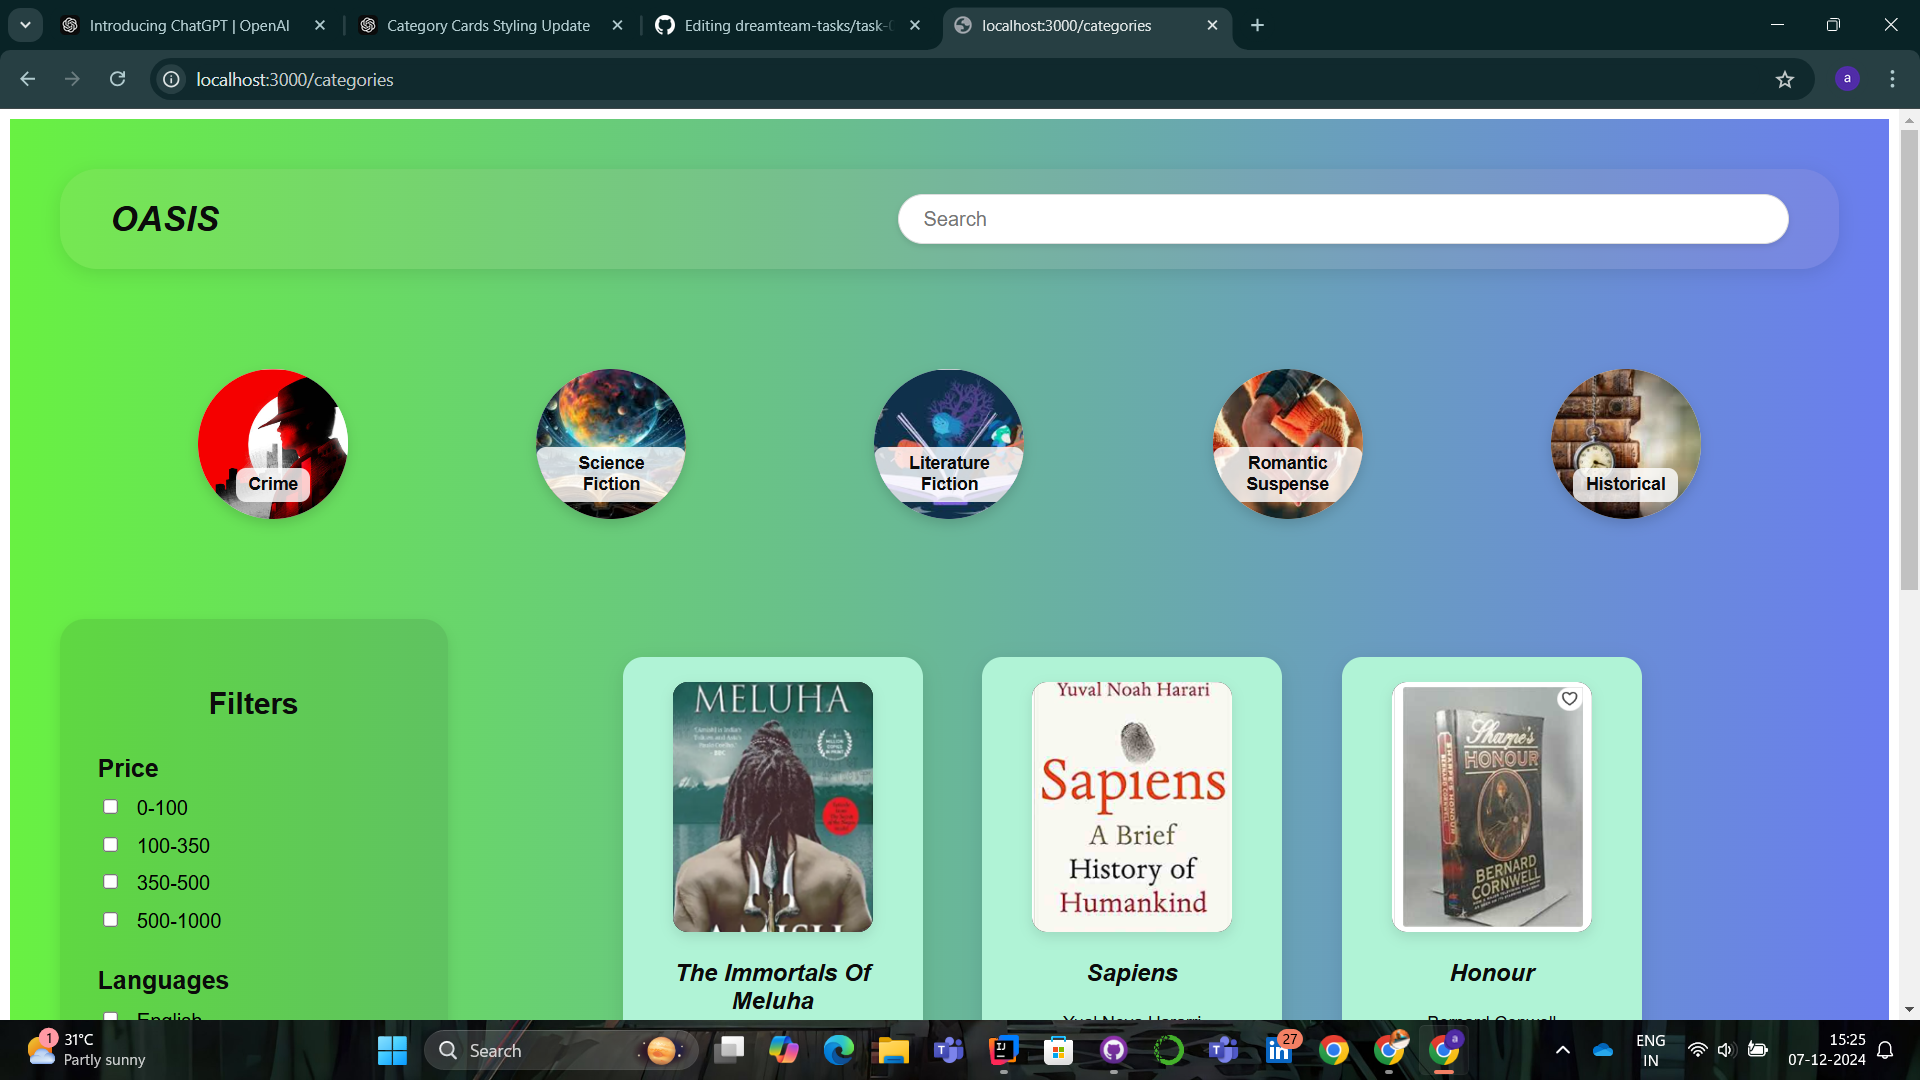 Introducing ChatGPT | OpenAI
Category Cards Styling Update
Editing dreamteam-tasks/task-
localhost:3000/categories
localhost:3000/categories
a
OASIS
Search
Crime
Science
Fiction
Literature
Fiction
Romantic
Suspense
Historical
Filters
Price
0-100
100-350
350-500
500-1000
Languages
English
MELUHA
The Immortals Of
Meluha
Yuval Noah Harari
Sapiens
A Brief
History of
Humankind
Sapiens
Sharpe's
HONOUR
BERNARD
CORNWELL
Honour
1
31°C
Partly sunny
Search
27
a
ENG
IN
15:25
07-12-2024